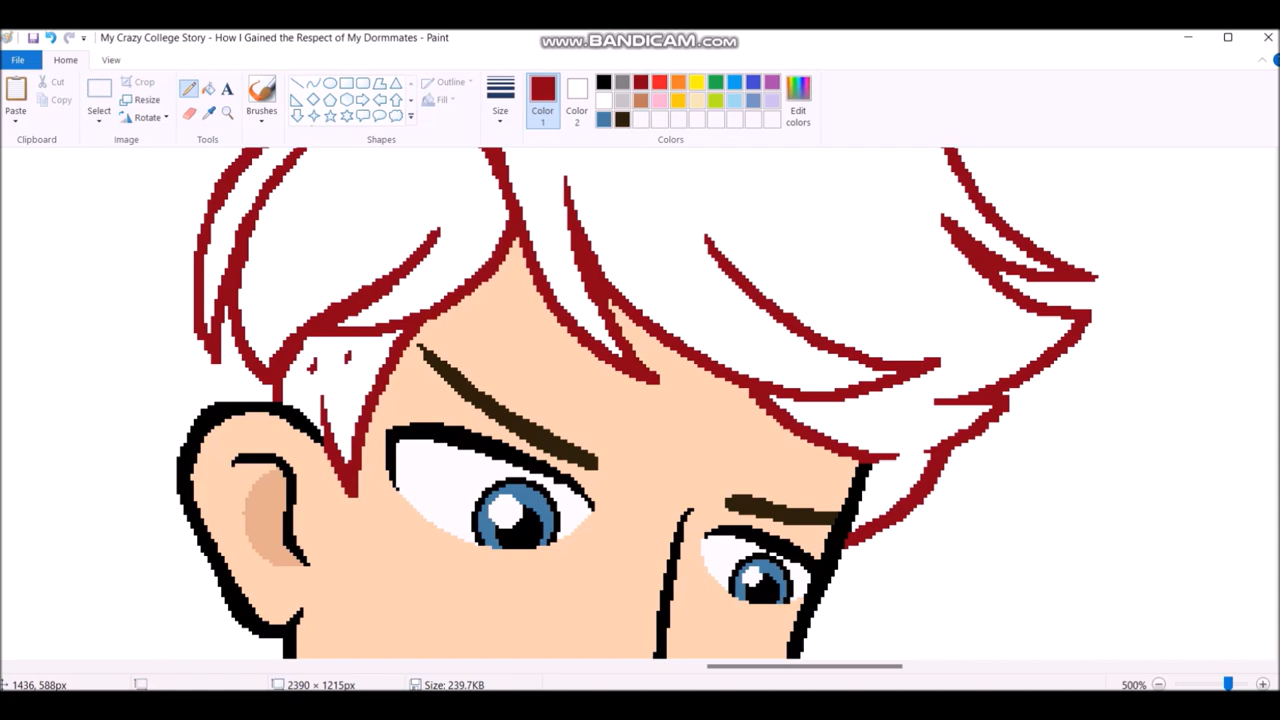 My Crazy College Story - How I Gained the Respect of My Dormmates - Paint
www.BANDICAM.com
File
Home
View
Paste
Cut
Copy
Clipboard
Select
Crop
Resize
Rotate
Image
A
Tools
Brushes
Outline
Fill
Shapes
Size
Color
1
Color
2
Edit
colors
Colors
1436, 588px
2390 × 1215px
Size: 239.7KB
500%